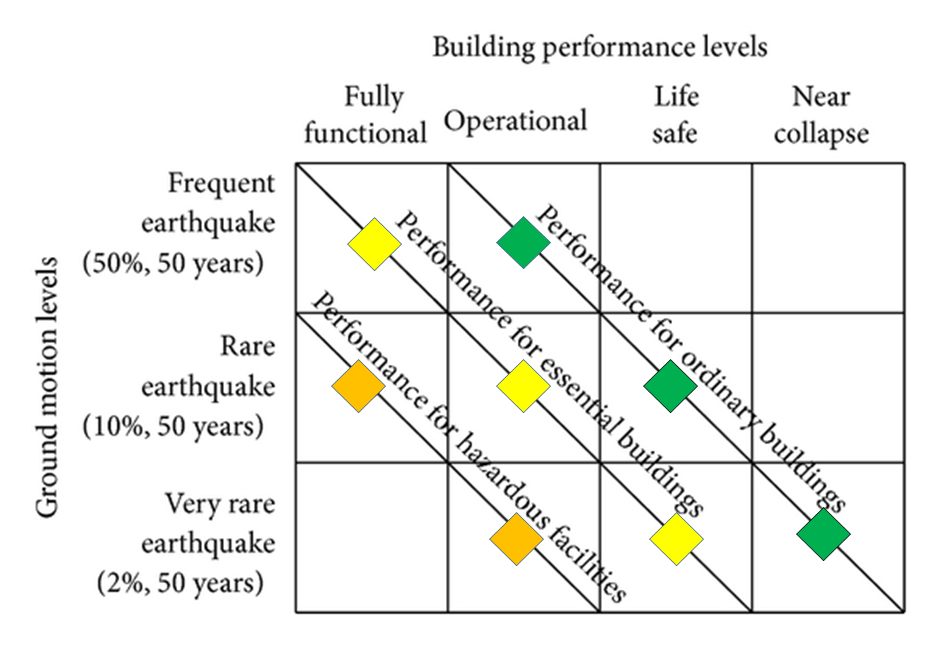 Building performance levels
Fully
functional
Operational
Life
safe
Near
collapse
Ground motion levels
Frequent
earthquake
(50%, 50 years)
Rare
earthquake
(10%, 50 years)
Very rare
earthquake
(2%, 50 years)
Performance for ordinary buildings
Performance for essential buildings
Performance for hazardous facilities